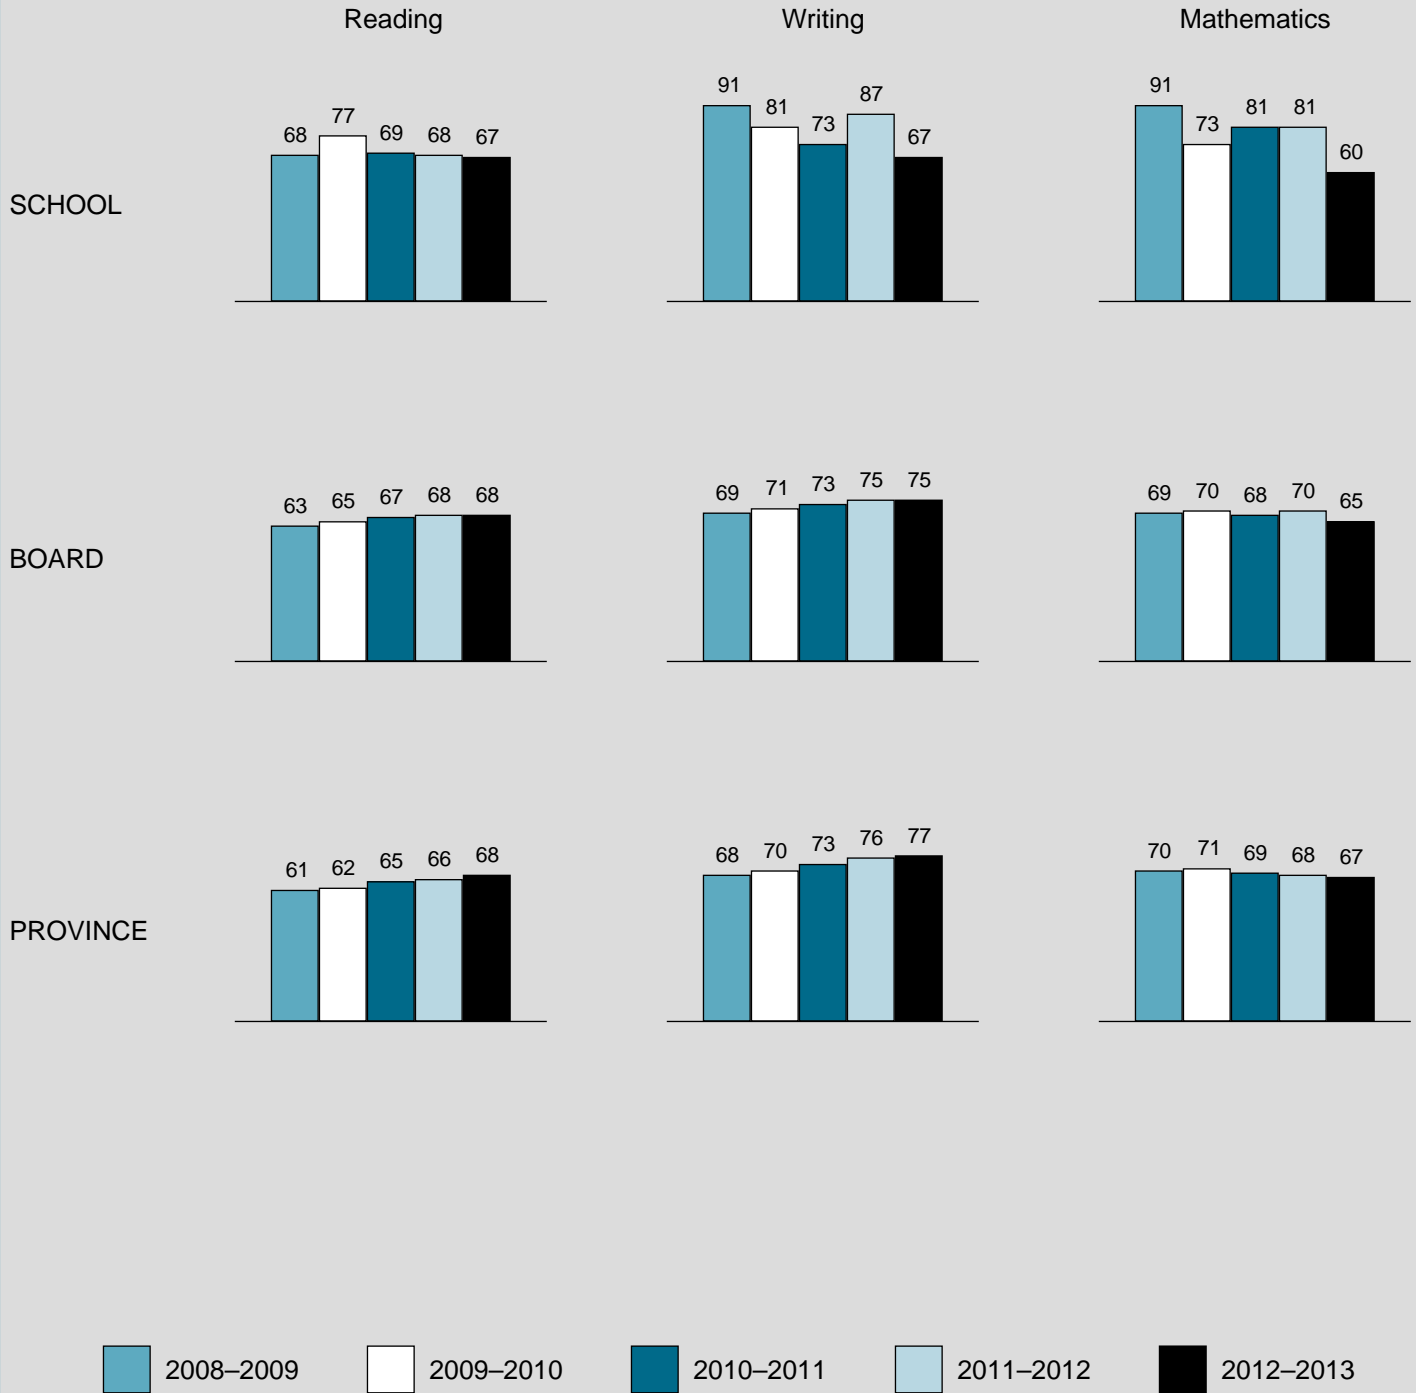 Reading Writing Mathematics
68 77 69 68 67
91 81 73 87 67
91 73 81 81 60
SCHOOL
63 65 67 68 68
69 71 73 75 75
69 70 68 70 65
BOARD
61 62 65 66 68
68 70 73 76 77
70 71 69 68 67
PROVINCE
2008–2009 2009–2010 2010–2011 2011–2012 2012–2013